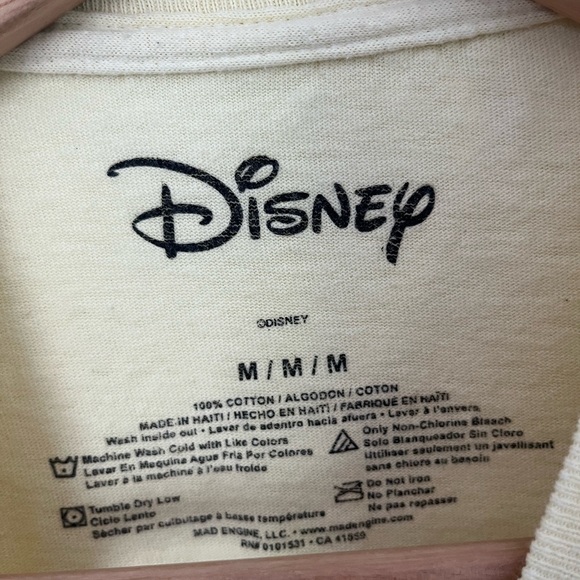 Disney
©DISNEY
M / M / M
100% COTTON / ALGODON / COTON
MADE IN HAITI / HECHO EN HAITI / FABRIQUÉ EN HAÏTI
Wash inside out • Lavar de adentro hacia afuera • Laver à l'envers
Machine Wash Cold with Like Colors
Lavar En Maquina Agua Fria Por Colores
Laver à la machine à l'eau froide
Only Non-Chlorine Bleach
Solo Blanqueador Sin Cloro
Utiliser seulement un javellisant
sans chlore au besoin
Tumble Dry Low
Ciclo Lento
Sécher par culbutage à basse température
Do Not Iron
No Planchar
Ne pas repasser
MAD ENGINE, LLC. • www.madengine.com
RN# 0101531 • CA 41059